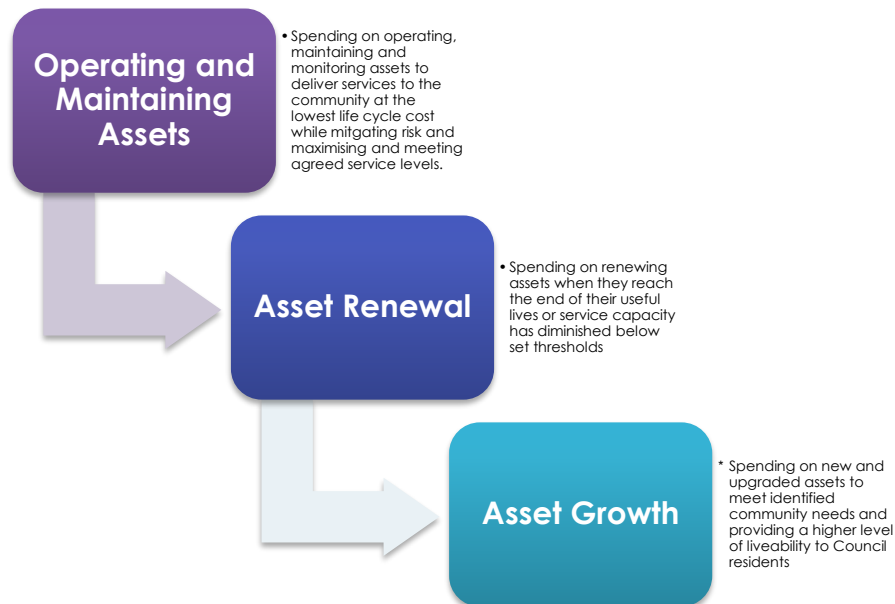 Operating and
Maintaining
Assets
• Spending on operating,
maintaining and
monitoring assets to
deliver services to the
community at the
lowest life cycle cost
while mitgating risk and
maximising and meeting
agreed service levels.
Asset Renewal
• Spending on renewing
assets when they reach
the end of their useful
lives or service capacity
has diminished below
set thresholds
Asset Growth
* Spending on new and
upgraded assets to
meet identified
community needs and
providing a higher level
of liveability to Council
residents